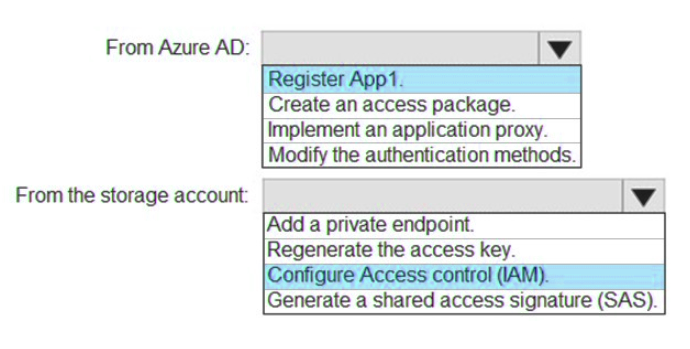 From Azure AD:
Register App1.
Create an access package.
Implement an application proxy.
Modify the authentication methods.
From the storage account:
Add a private endpoint.
Regenerate the access key.
Configure Access control (IAM).
Generate a shared access signature (SAS).